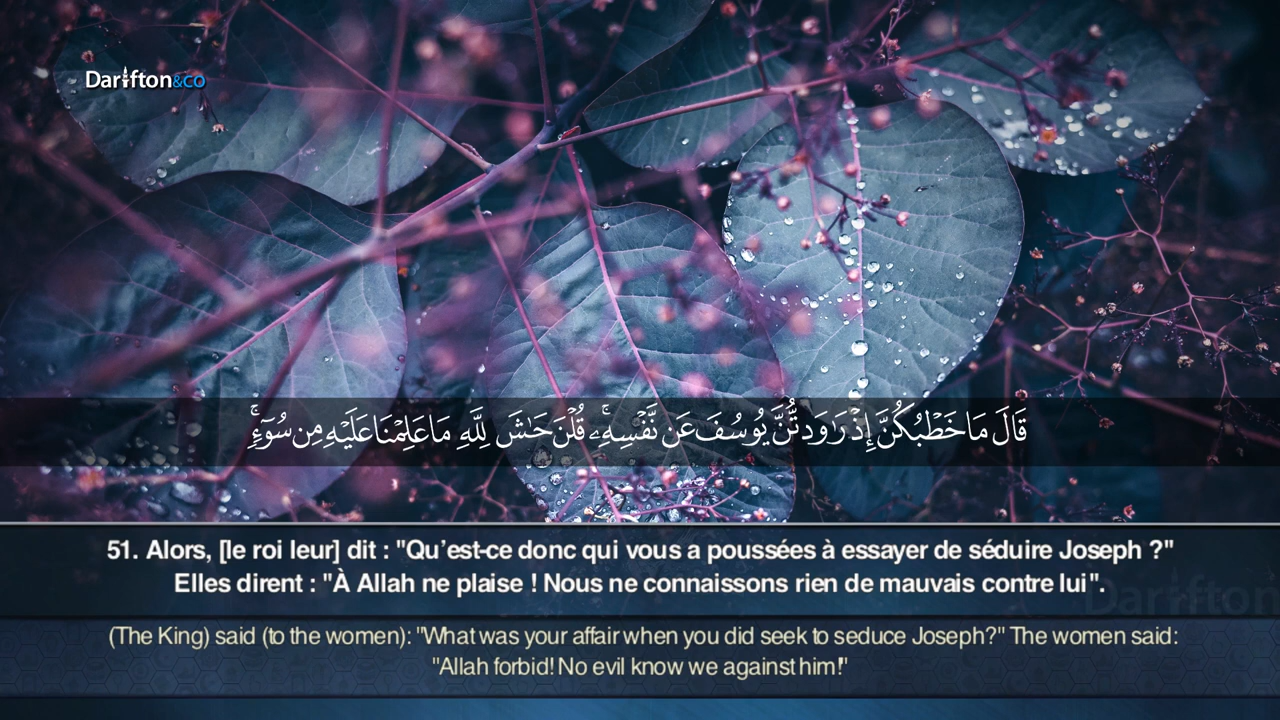 Darifton&co
قَالَ مَا خَطْبُكُنَّ إِذْ رَٰوَدتُّنَّ يُوسُفَ عَن نَّفْسِهِۦ ۚ قُلْنَ حَـٰشَ لِلَّهِ مَا عَلِمْنَا عَلَيْهِ مِن سُوٓءٍ ۚ
51. Alors, [le roi leur] dit : "Qu’est-ce donc qui vous a poussées à essayer de séduire Joseph ?"
Elles dirent : "À Allah ne plaise ! Nous ne connaissons rien de mauvais contre lui".
Darifton
(The King) said (to the women): "What was your affair when you did seek to seduce Joseph?" The women said:
"Allah forbid! No evil know we against him!"